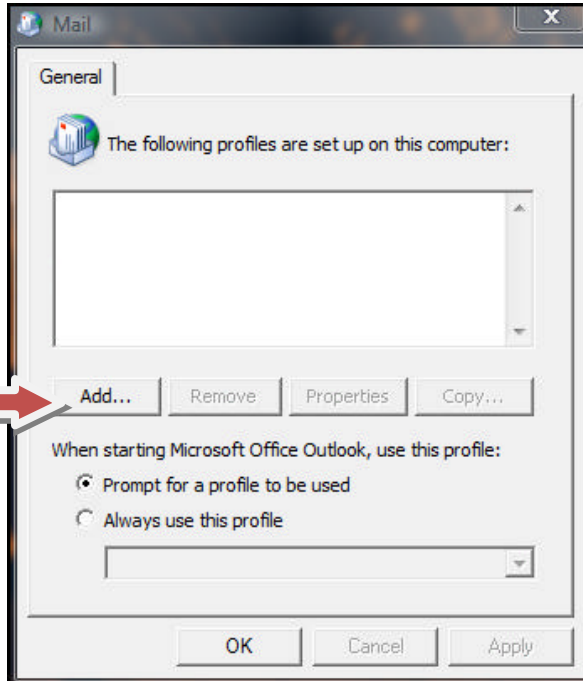 Mail
X
General
The following profiles are set up on this computer:
Add... Remove Properties Copy...
When starting Microsoft Office Outlook, use this profile:
Prompt for a profile to be used
Always use this profile
OK Cancel Apply